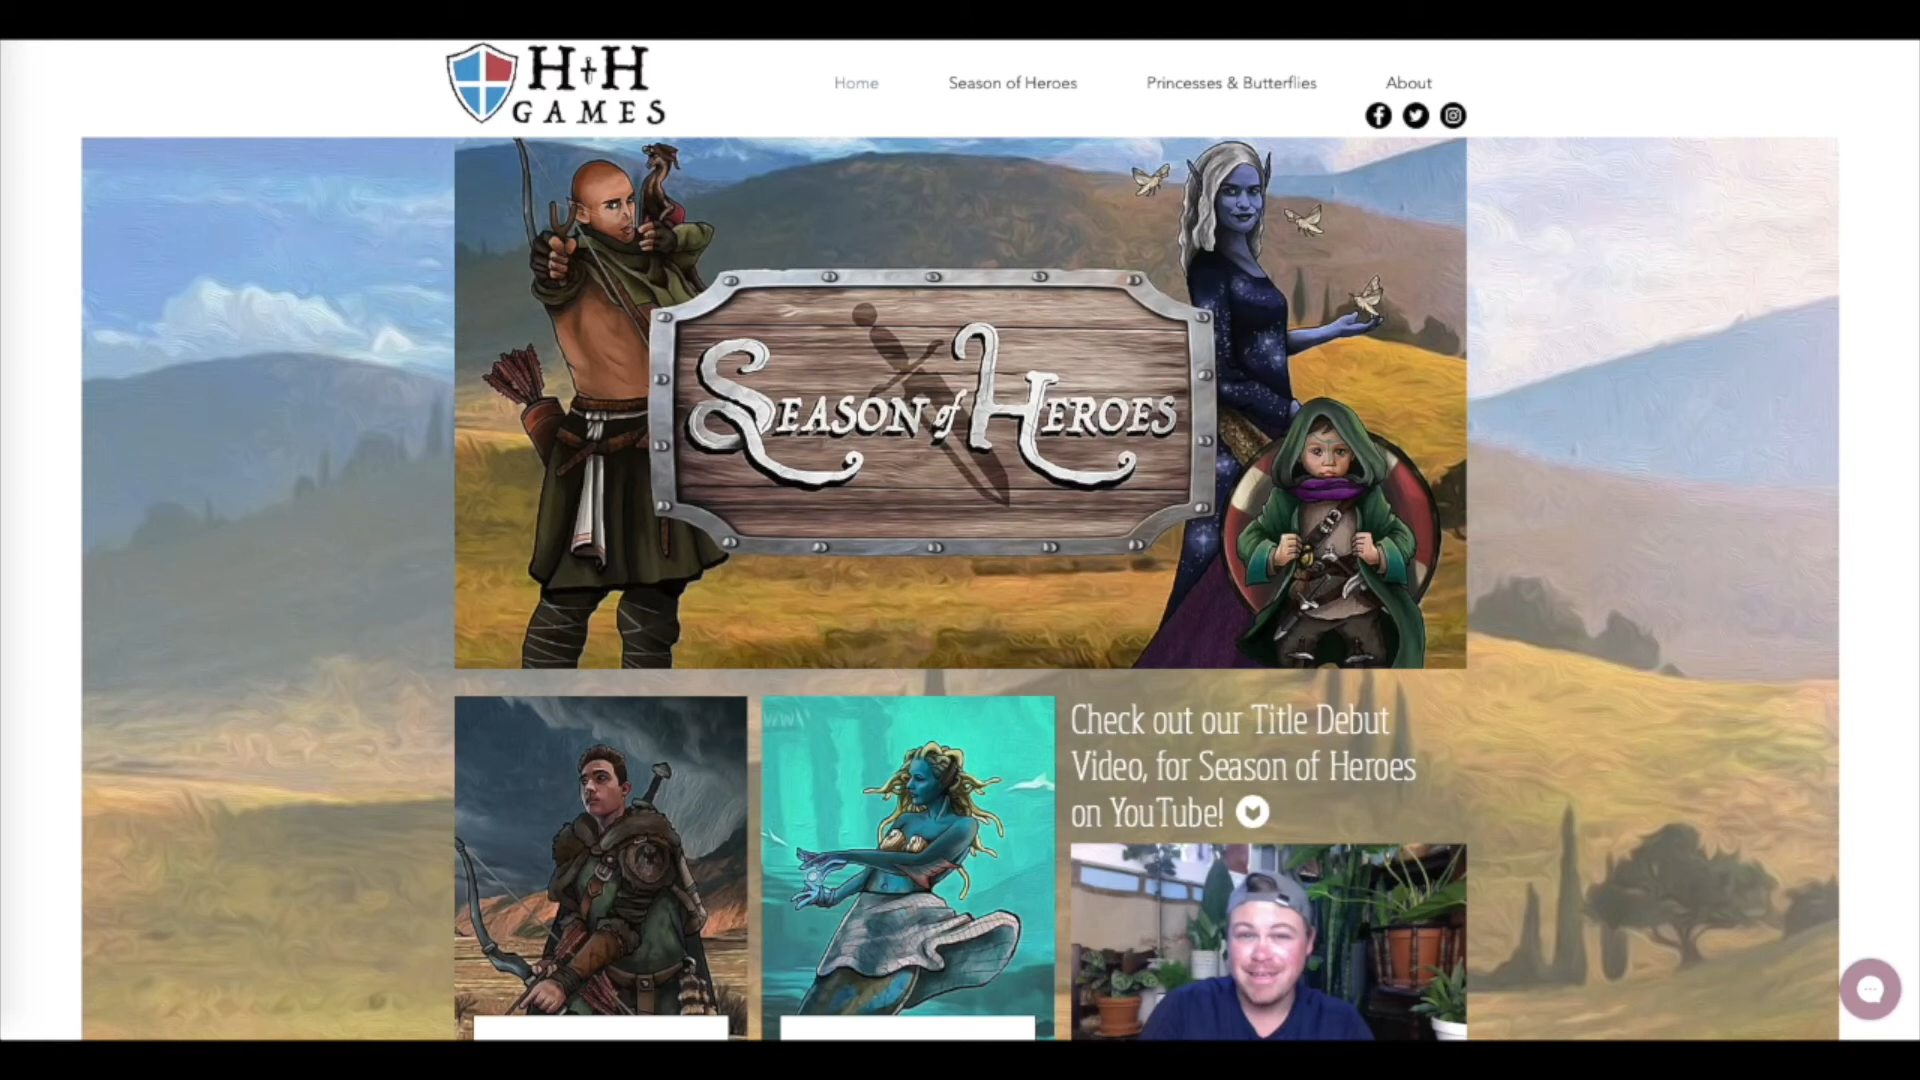 H+H
GAMES
Home
Season of Heroes
Princesses & Butterflies
About
SEASON of HEROES
Check out our Title Debut
Video, for Season of Heroes
on YouTube!